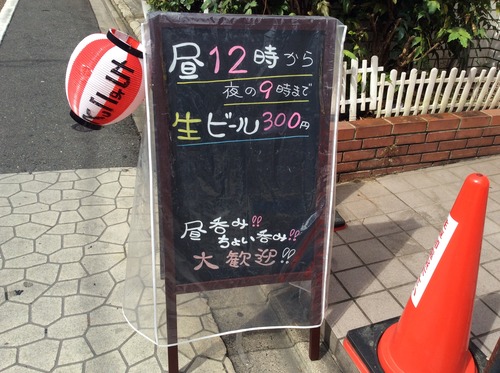 昼12時から
夜の9時まで
生ビール300円
昼呑み!!
ちょい呑み!!
大歓迎!!